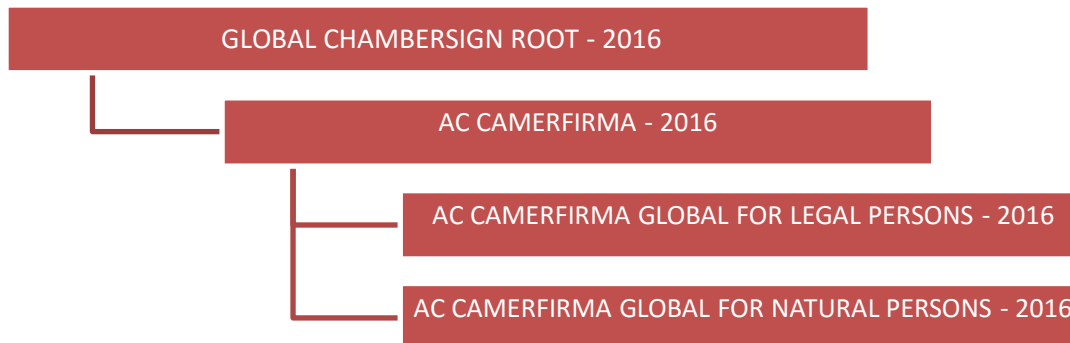 GLOBAL CHAMBERSIGN ROOT - 2016
AC CAMERFIRMA - 2016
AC CAMERFIRMA GLOBAL FOR LEGAL PERSONS - 2016
AC CAMERFIRMA GLOBAL FOR NATURAL PERSONS - 2016